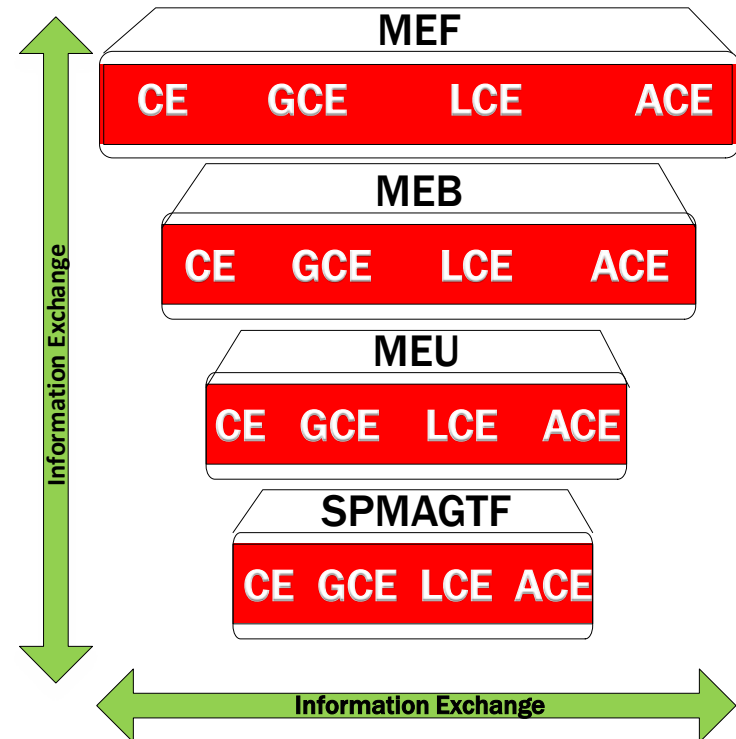 MEF
CE GCE LCE ACE
MEB
CE GCE LCE ACE
MEU
CE GCE LCE ACE
SPMAGTF
CE GCE LCE ACE
Information Exchange
Information Exchange